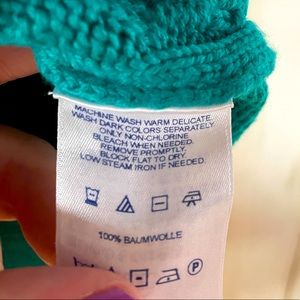 MACHINE WASH WARM DELICATE.
WASH DARK COLORS SEPARATELY.
ONLY NON-CHLORINE
BLEACH WHEN NEEDED.
REMOVE PROMPTLY.
BLOCK FLAT TO DRY.
LOW STEAM IRON IF NEEDED.
100% BAUMWOLLE
P